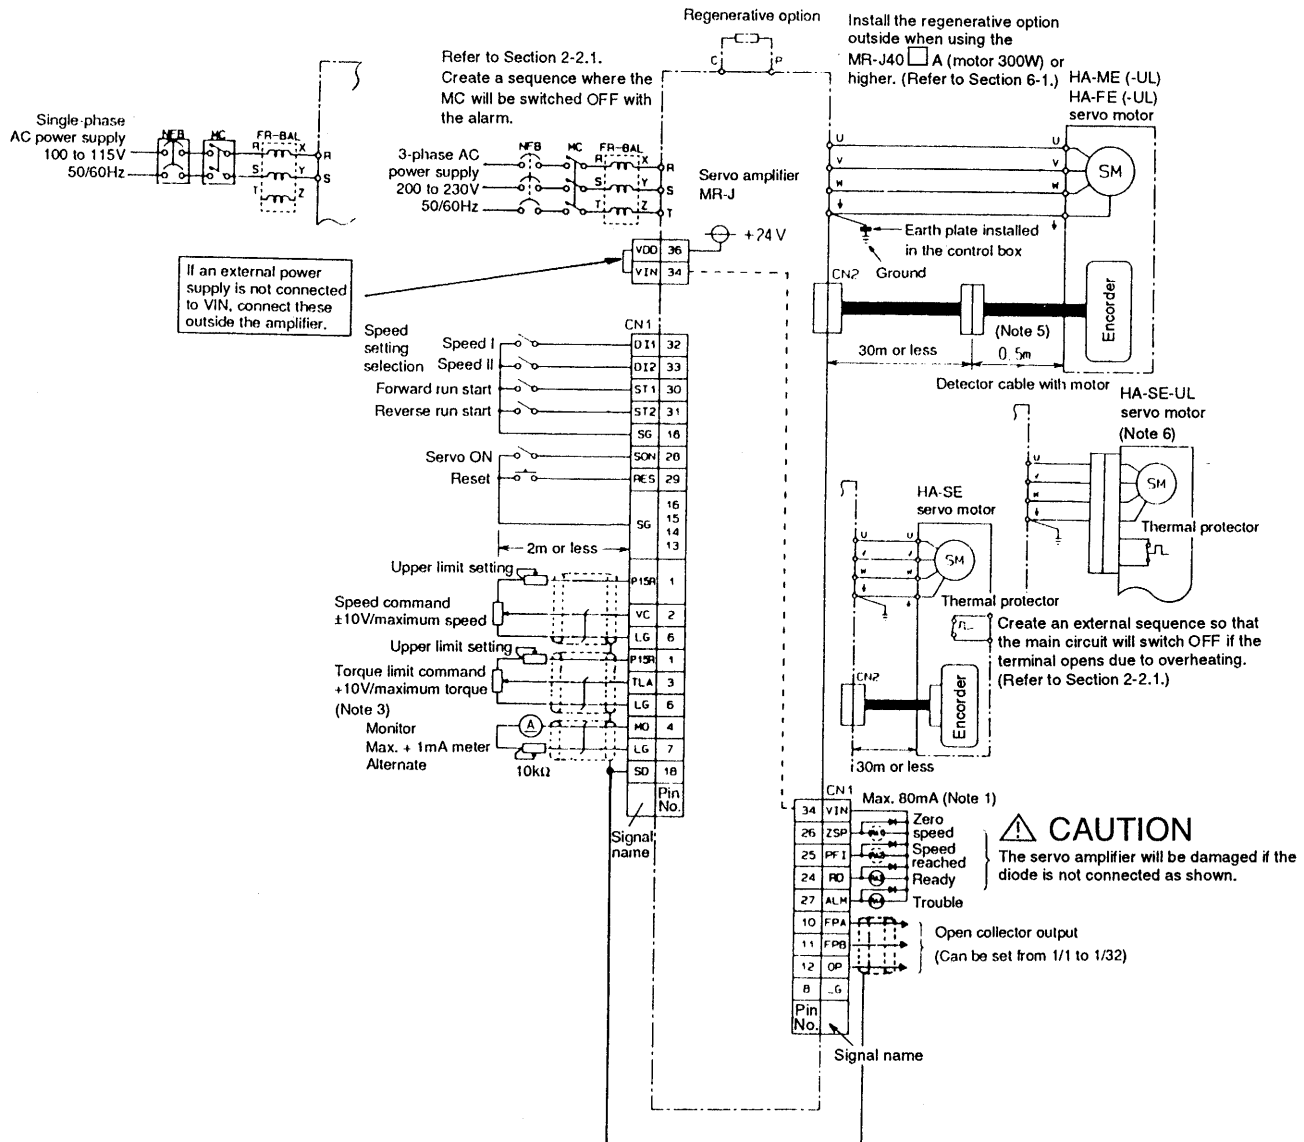 Regenerative option
C
P
Install the regenerative option
outside when using the
MR-J40 □ A (motor 300W) or
higher. (Refer to Section 6-1.)
Refer to Section 2-2.1.
Create a sequence where the
MC will be switched OFF with
the alarm.
HA-ME (-UL)
HA-FE (-UL)
servo motor
Single-phase
AC power supply
100 to 115V
50/60Hz
NFB
MC
FR-BAL
R
X
R
S
Y
S
T
Z
3-phase AC
power supply
200 to 230V
50/60Hz
NFB
MC
FR-BAL
R
X
R
S
Y
S
T
Z
T
Servo amplifier
MR-J
U
U
V
V
W
W
SM
Earth plate installed
in the control box
Ground
+24V
VDD 36
VIN 34
If an external power
supply is not connected
to VIN, connect these
outside the amplifier.
CN2
Encorder
(Note 5)
30m or less
0.5m
Detector cable with motor
CN1
Speed
setting
selection
Speed I
DI1 32
Speed II
DI2 33
Forward run start
ST1 30
Reverse run start
ST2 31
SG 16
Servo ON
SON 28
Reset
RES 29
SG
16
15
14
13
2m or less
Upper limit setting
P15R 1
Speed command
±10V/maximum speed
VC 2
LG 6
Upper limit setting
P15R 1
Torque limit command
+10V/maximum torque
(Note 3)
TLA 3
LG 6
Monitor
Max. + 1mA meter
Alternate
A
MO 4
LG 7
10kΩ
SD 18
Pin
No.
Signal
name
HA-SE-UL
servo motor
(Note 6)
U
W
SM
Thermal protector
HA-SE
servo motor
U
U
W
W
SM
Thermal protector
Create an external sequence so that
the main circuit will switch OFF if the
terminal opens due to overheating.
(Refer to Section 2-2.1.)
CN2
Encorder
30m or less
CN1
Max. 80mA (Note 1)
34 VIN
26 ZSP
Zero
speed
25 PFI
Speed
reached
24 RD
Ready
27 ALM
Trouble
10 FPA
11 FPB
12 OP
8 _G
Pin
No.
Signal name
CAUTION
The servo amplifier will be damaged if the
diode is not connected as shown.
Open collector output
(Can be set from 1/1 to 1/32)